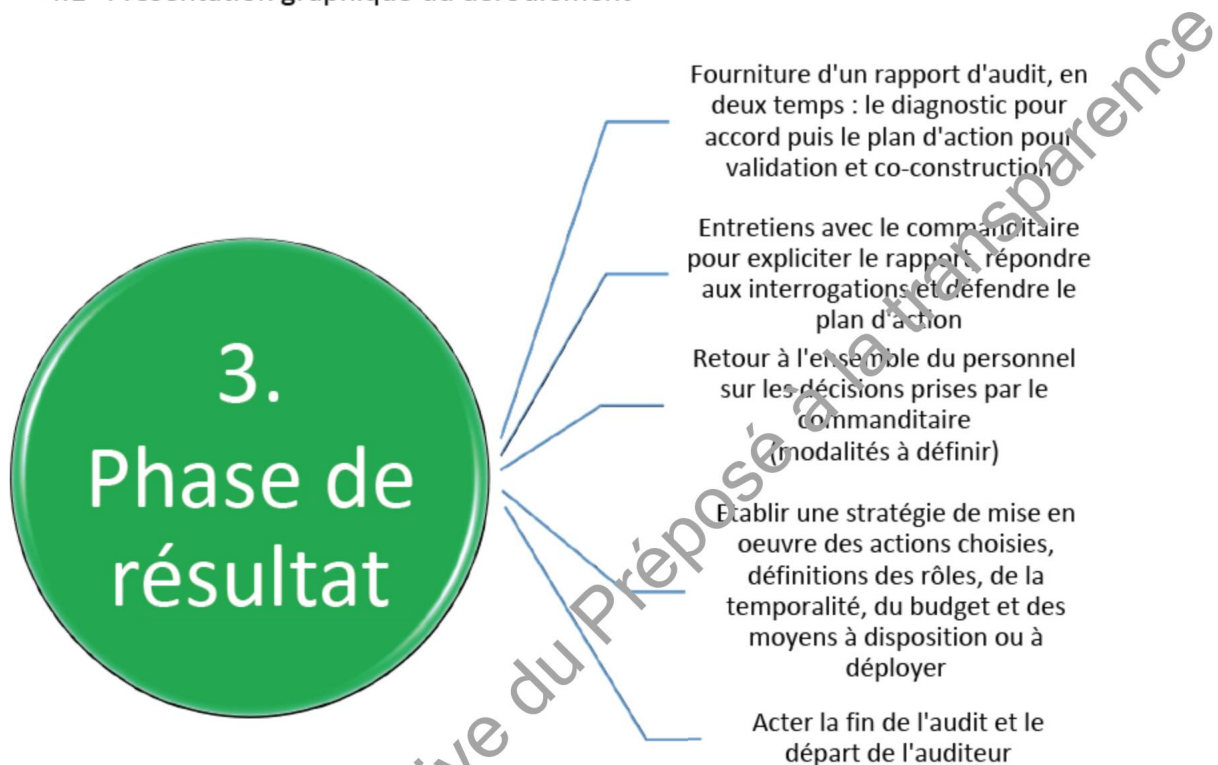 3.
Phase de
résultat
Fourniture d'un rapport d'audit, en
deux temps : le diagnostic pour
accord puis le plan d'action pour
validation et co-construction
Entretiens avec le commanditaire
pour expliciter le rapport, répondre
aux interrogations et défendre le
plan d'action
Retour à l'ensemble du personnel
sur les décisions prises par le
commanditaire
(modalités à définir)
Etablir une stratégie de mise en
oeuvre des actions choisies,
définitions des rôles, de la
temporalité, du budget et des
moyens à disposition ou à
déployer
Acter la fin de l'audit et le
départ de l'auditeur
du Préposé à la transparence